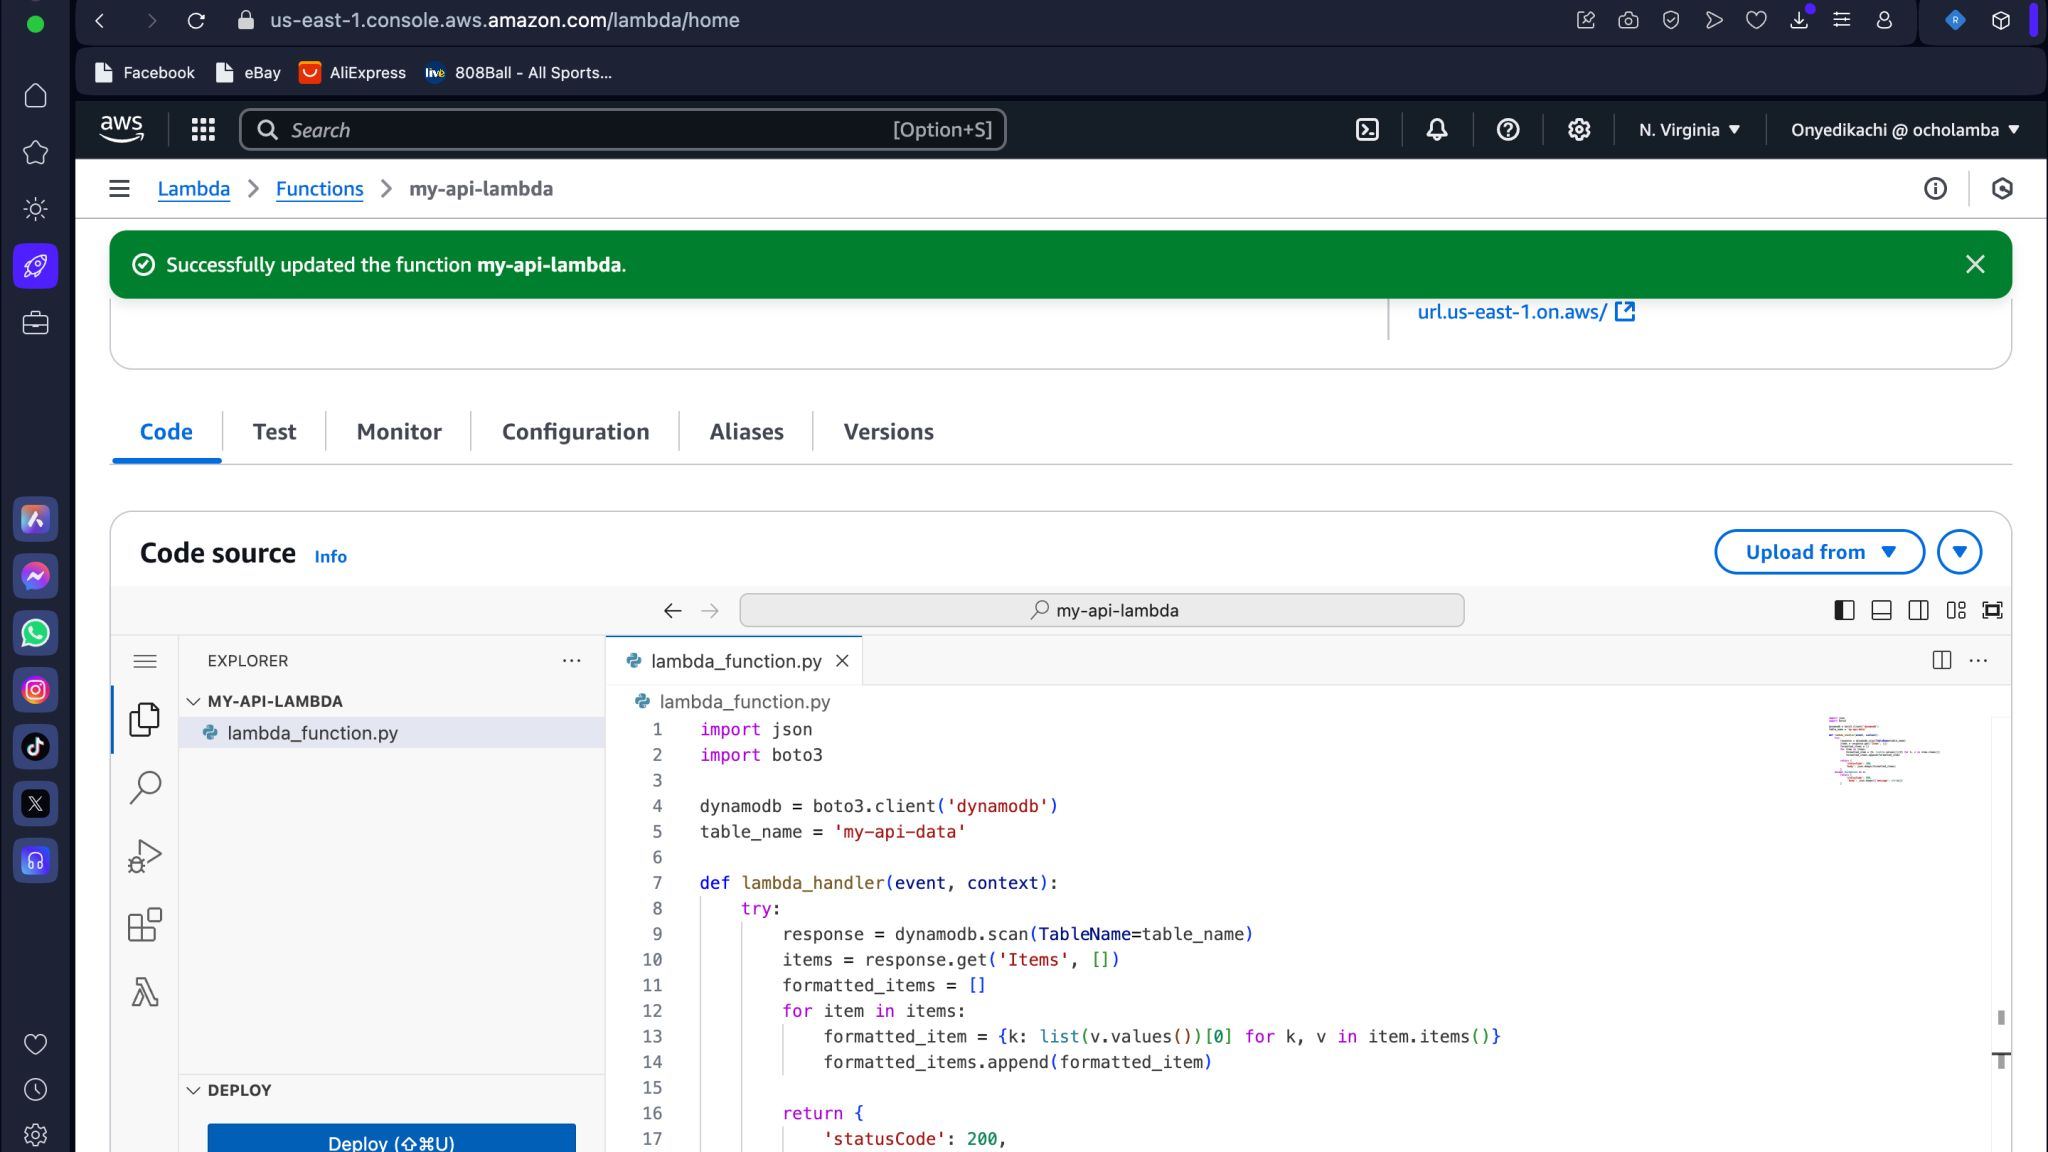 us-east-1.console.aws.amazon.com/lambda/home
Facebook eBay AliExpress live 808Ball - All Sports...
aws Search [Option+S] N. Virginia Onyedikachi @ ocholamba
Lambda > Functions > my-api-lambda
Successfully updated the function my-api-lambda.
url.us-east-1.on.aws/
Code Test Monitor Configuration Aliases Versions
Code source Info Upload from
my-api-lambda
EXPLORER
MY-API-LAMBDA
lambda_function.py
DEPLOY
Deploy (⇧⌘U)
lambda_function.py
lambda_function.py
1 import json
2 import boto3
3
4 dynamodb = boto3.client('dynamodb')
5 table_name = 'my-api-data'
6
7 def lambda_handler(event, context):
8 try:
9 response = dynamodb.scan(TableName=table_name)
10 items = response.get('Items', [])
11 formatted_items = []
12 for item in items:
13 formatted_item = {k: list(v.values())[0] for k, v in item.items()}
14 formatted_items.append(formatted_item)
15
16 return {
17 'statusCode': 200,